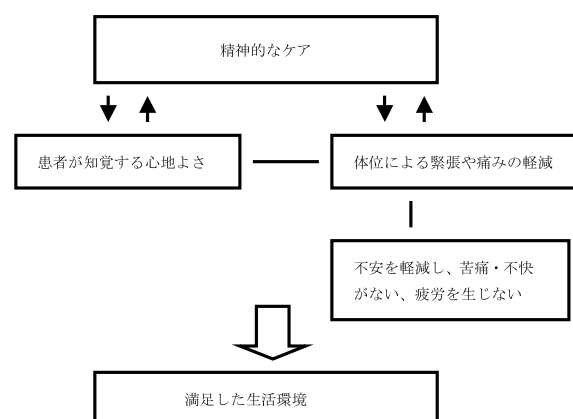 精神的なケア
患者が知覚する心地よさ
体位による緊張や痛みの軽減
不安を軽減し、苦痛・不快
がない、疲労を生じない
満足した生活環境